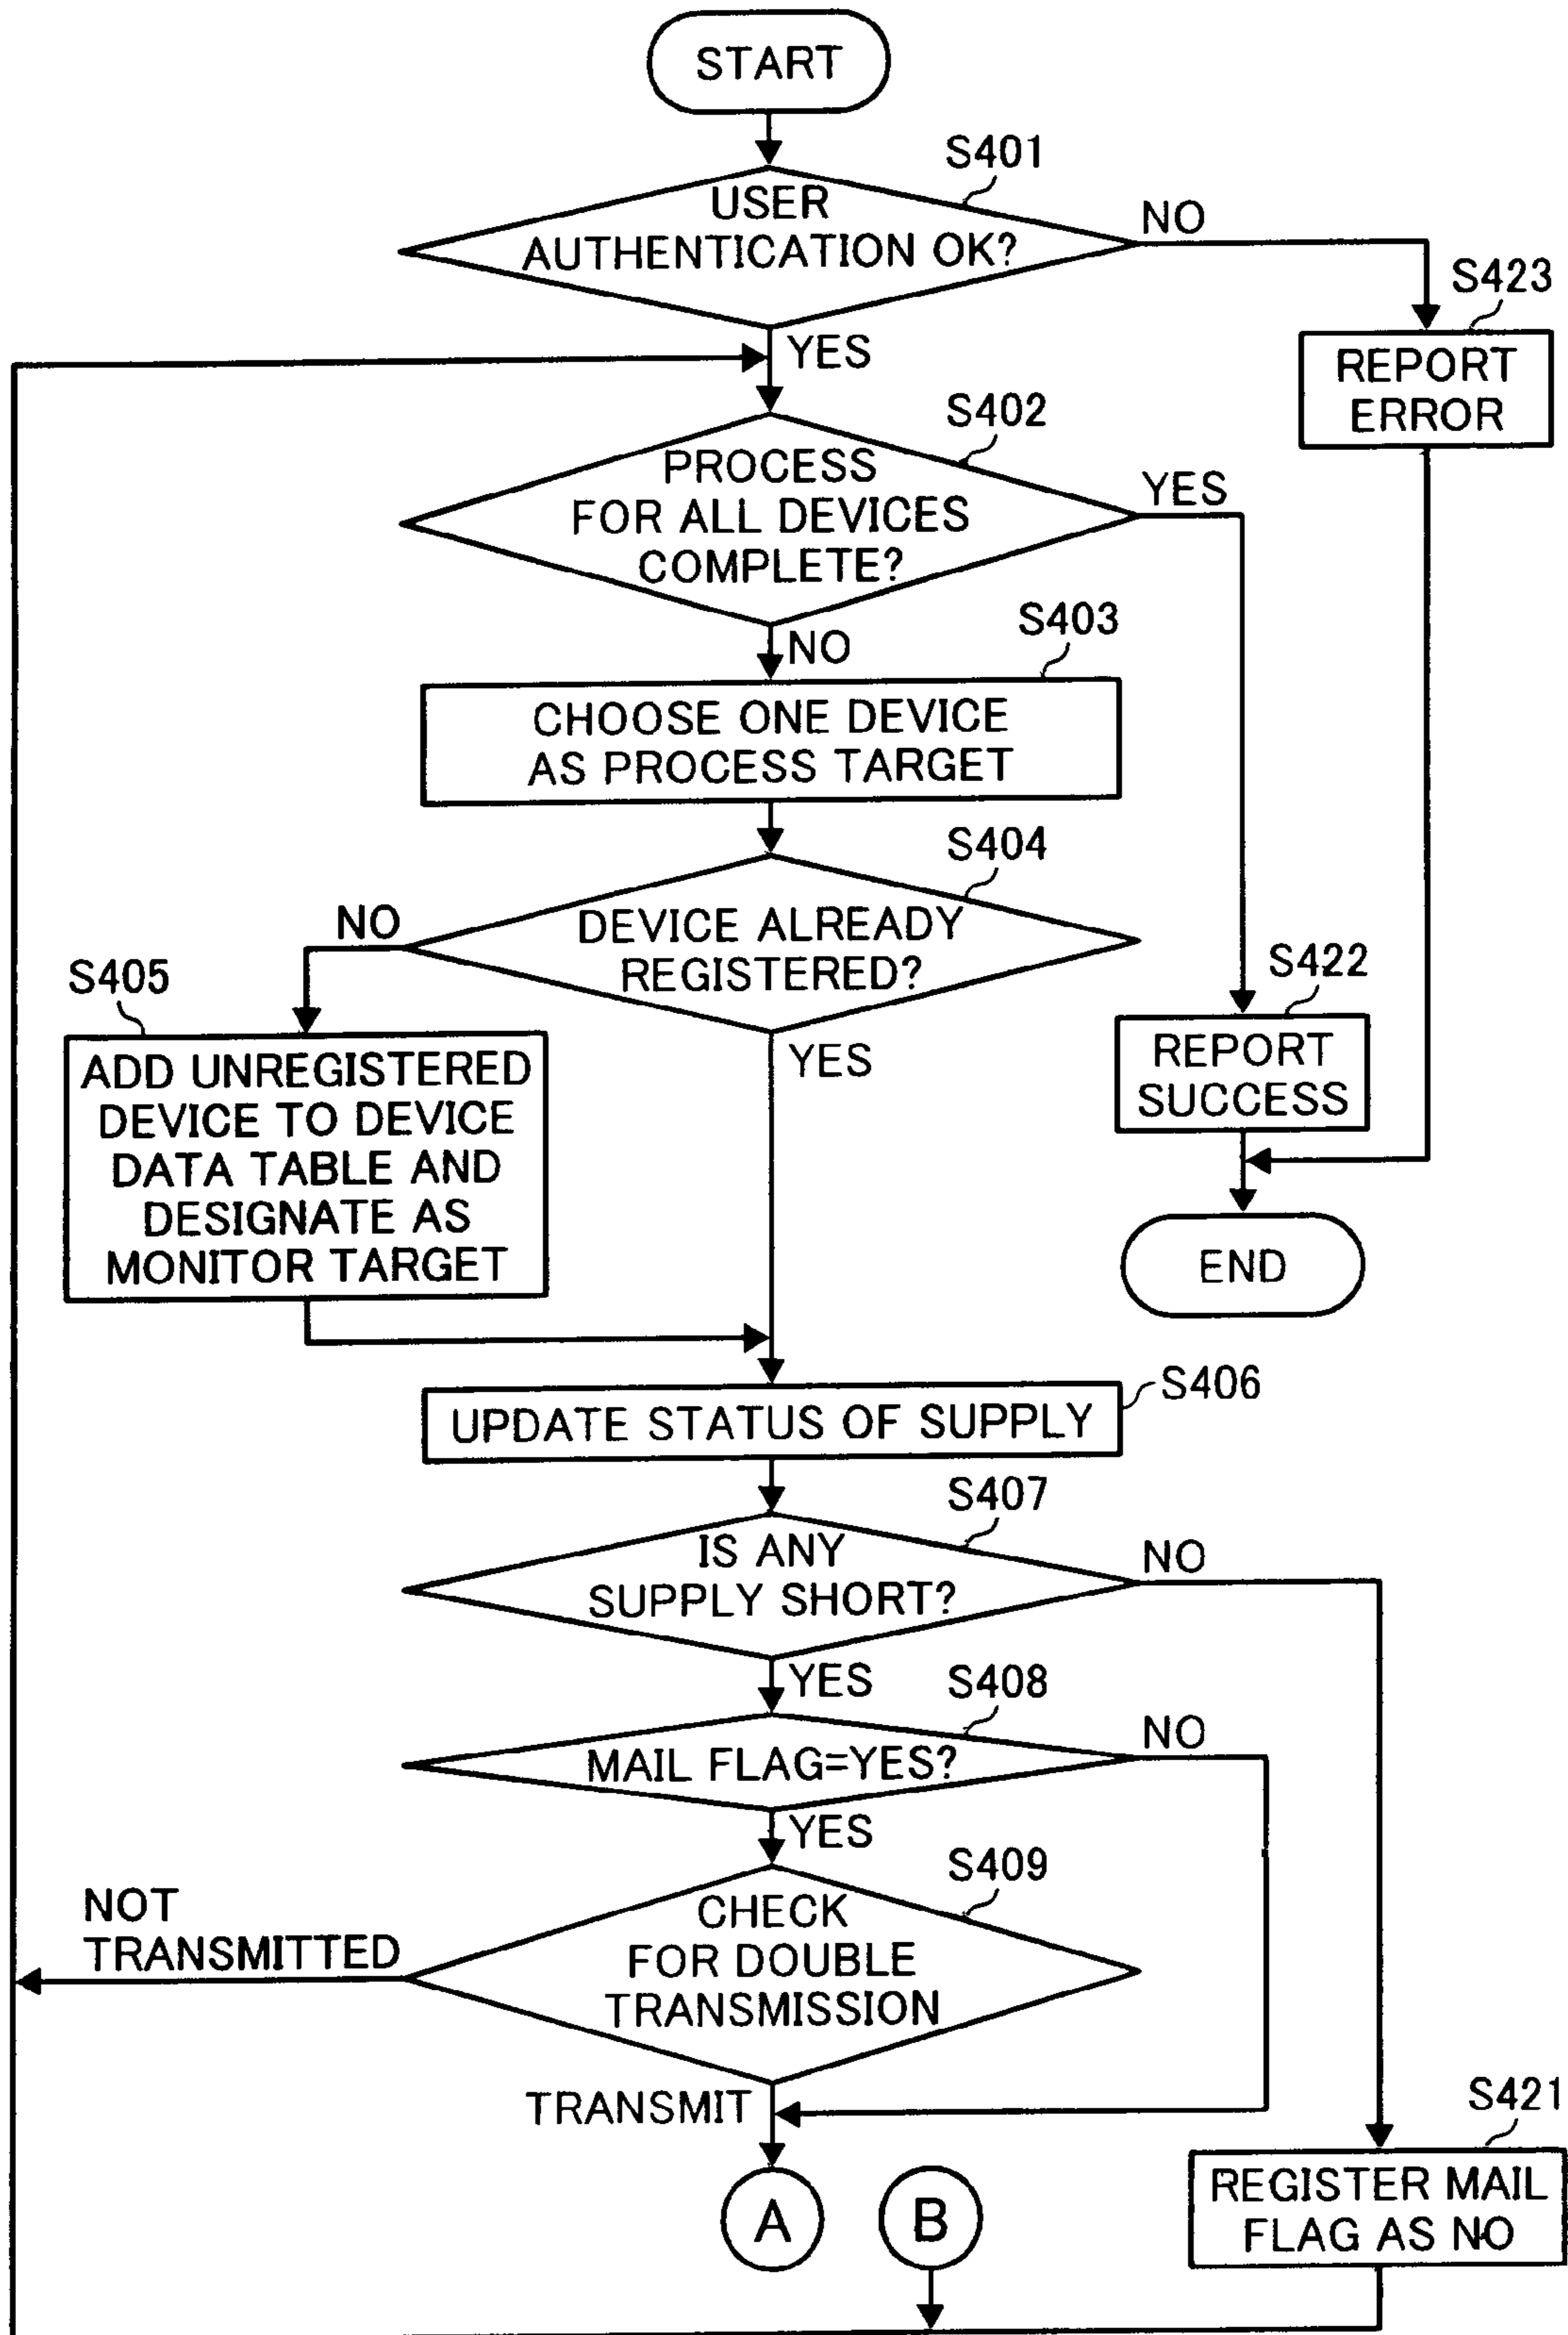 START
S401
USER
AUTHENTICATION OK?
NO
S423
REPORT
ERROR
YES
S402
PROCESS
FOR ALL DEVICES
COMPLETE?
YES
NO
S403
CHOOSE ONE DEVICE
AS PROCESS TARGET
S404
DEVICE ALREADY
REGISTERED?
NO
S405
ADD UNREGISTERED
DEVICE TO DEVICE
DATA TABLE AND
DESIGNATE AS
MONITOR TARGET
YES
S422
REPORT
SUCCESS
END
S406
UPDATE STATUS OF SUPPLY
S407
IS ANY
SUPPLY SHORT?
NO
YES
S408
MAIL FLAG=YES?
NO
YES
S409
CHECK
FOR DOUBLE
TRANSMISSION
NOT
TRANSMITTED
TRANSMIT
A
B
S421
REGISTER MAIL
FLAG AS NO